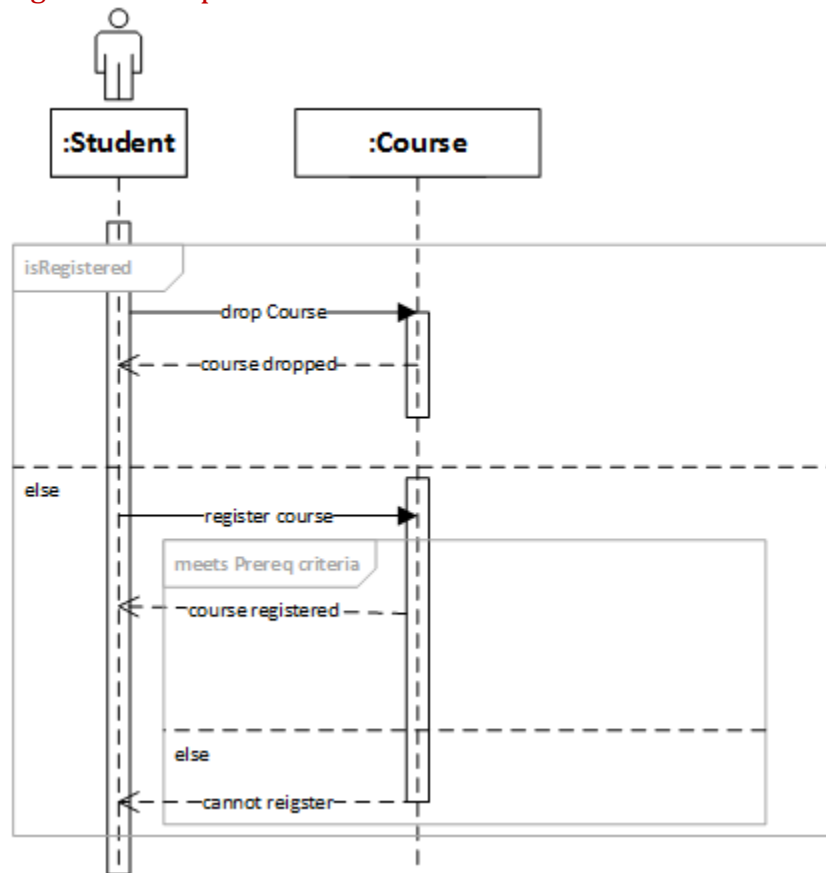 :Student
:Course
isRegistered
drop Course
course dropped
else
register course
meets Prereq criteria
course registered
else
cannot reigster